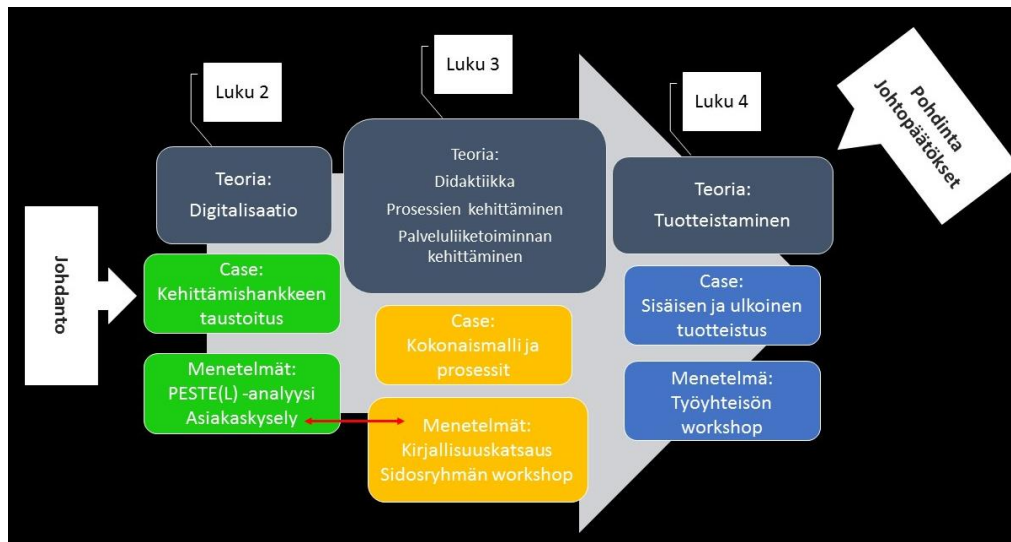 Johdanto
Luku 2
Teoria:
Digitalisaatio
Case:
Kehittämishankkeen
taustoitus
Menetelmät:
PESTE(L) -analyysi
Asiakaskysely
Luku 3
Teoria:
Didaktiikka
Prosessien kehittäminen
Palveluliiketoiminnan
kehittäminen
Case:
Kokonaismalli ja
prosessit
Menetelmät:
Kirjallisuuskatsaus
Sidosryhmän workshop
Luku 4
Teoria:
Tuotteistaminen
Case:
Sisäisen ja ulkoinen
tuotteistus
Menetelmä:
Työyhteisön
workshop
Pohdinta
Johtopäätökset